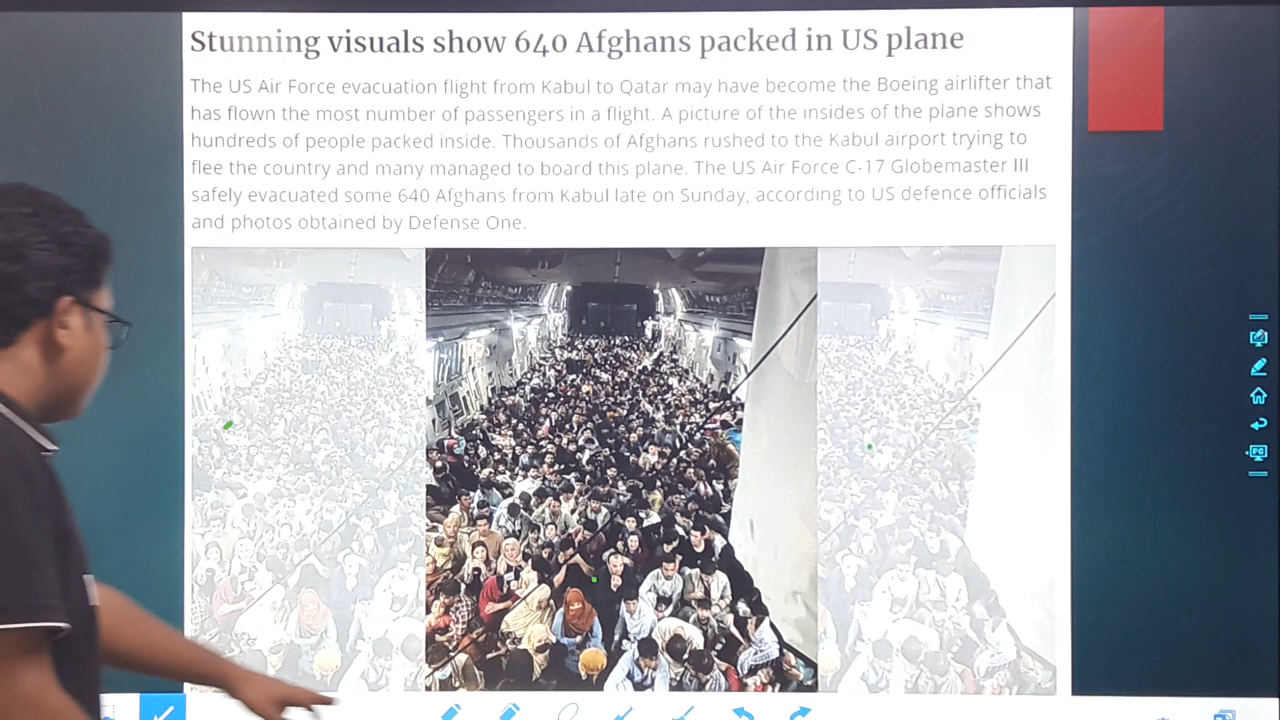 Stunning visuals show 640 Afghans packed in US plane
The US Air Force evacuation flight from Kabul to Qatar may have become the Boeing airlifter that
has flown the most number of passengers in a flight. A picture of the insides of the plane shows
hundreds of people packed inside. Thousands of Afghans rushed to the Kabul airport trying to
flee the country and many managed to board this plane. The US Air Force C-17 Globemaster III
safely evacuated some 640 Afghans from Kabul late on Sunday, according to US defence officials
and photos obtained by Defense One.
PC